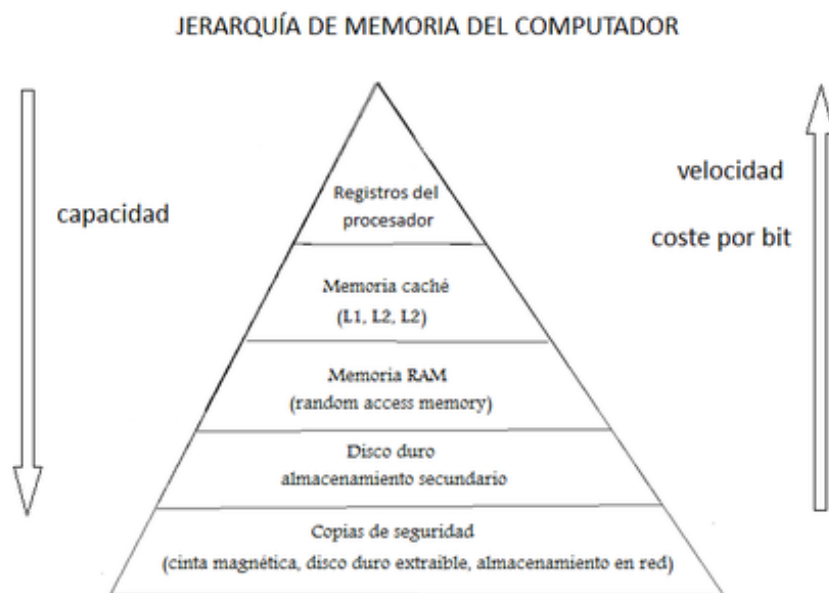 JERARQUÍA DE MEMORIA DEL COMPUTADOR
capacidad
velocidad
coste por bit
Registros del
procesador
Memoria caché
(L1, L2, L2)
Memoria RAM
(random access memory)
Disco duro
almacenamiento secundario
Copias de seguridad
(cinta magnética, disco duro extraible, almacenamiento en red)